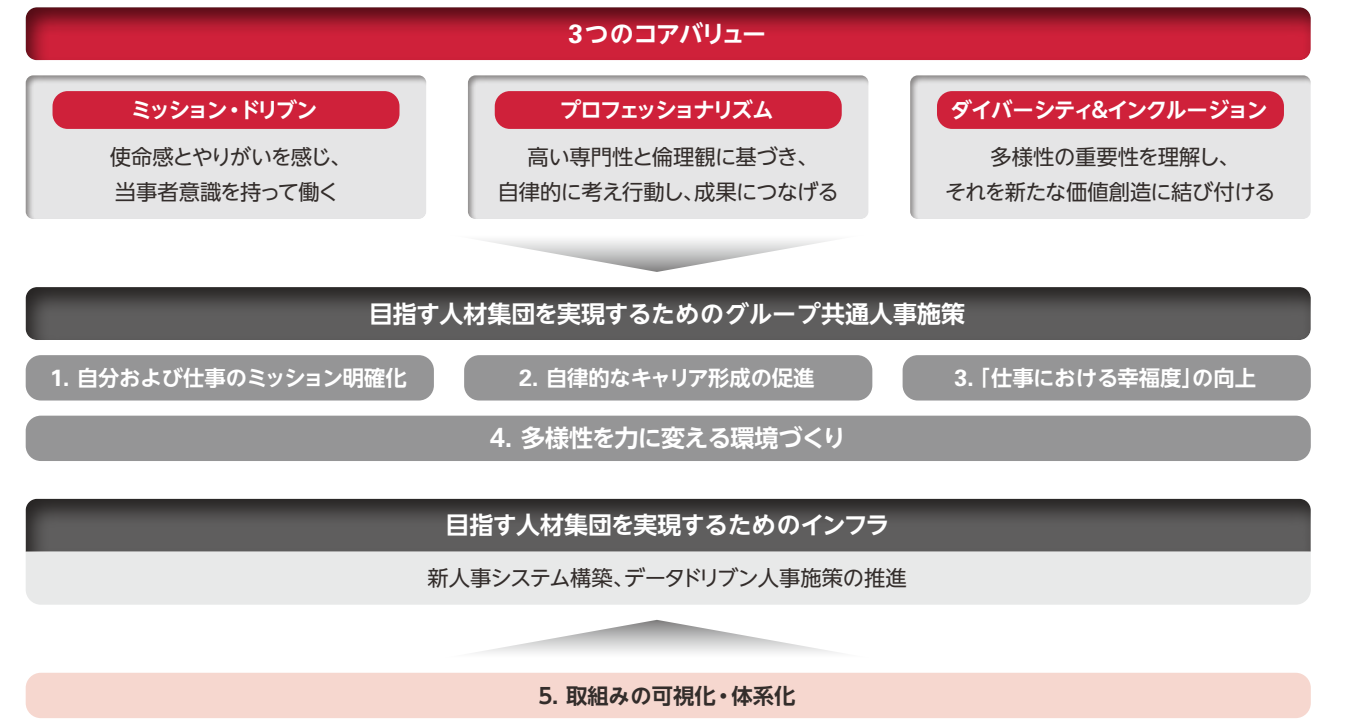 3つのコアバリュー
ミッション・ドリブン
使命感とやりがいを感じ、
当事者意識を持って働く
プロフェッショナリズム
高い専門性と倫理観に基づき、
自律的に考え行動し、成果につなげる
ダイバーシティ&インクルージョン
多様性の重要性を理解し、
それを新たな価値創造に結び付ける
目指す人材集団を実現するためのグループ共通人事施策
1. 自分および仕事のミッション明確化
2. 自律的なキャリア形成の促進
3. 「仕事における幸福度」の向上
4. 多様性を力に変える環境づくり
目指す人材集団を実現するためのインフラ
新人事システム構築、データドリブン人事施策の推進
5. 取組みの可視化・体系化